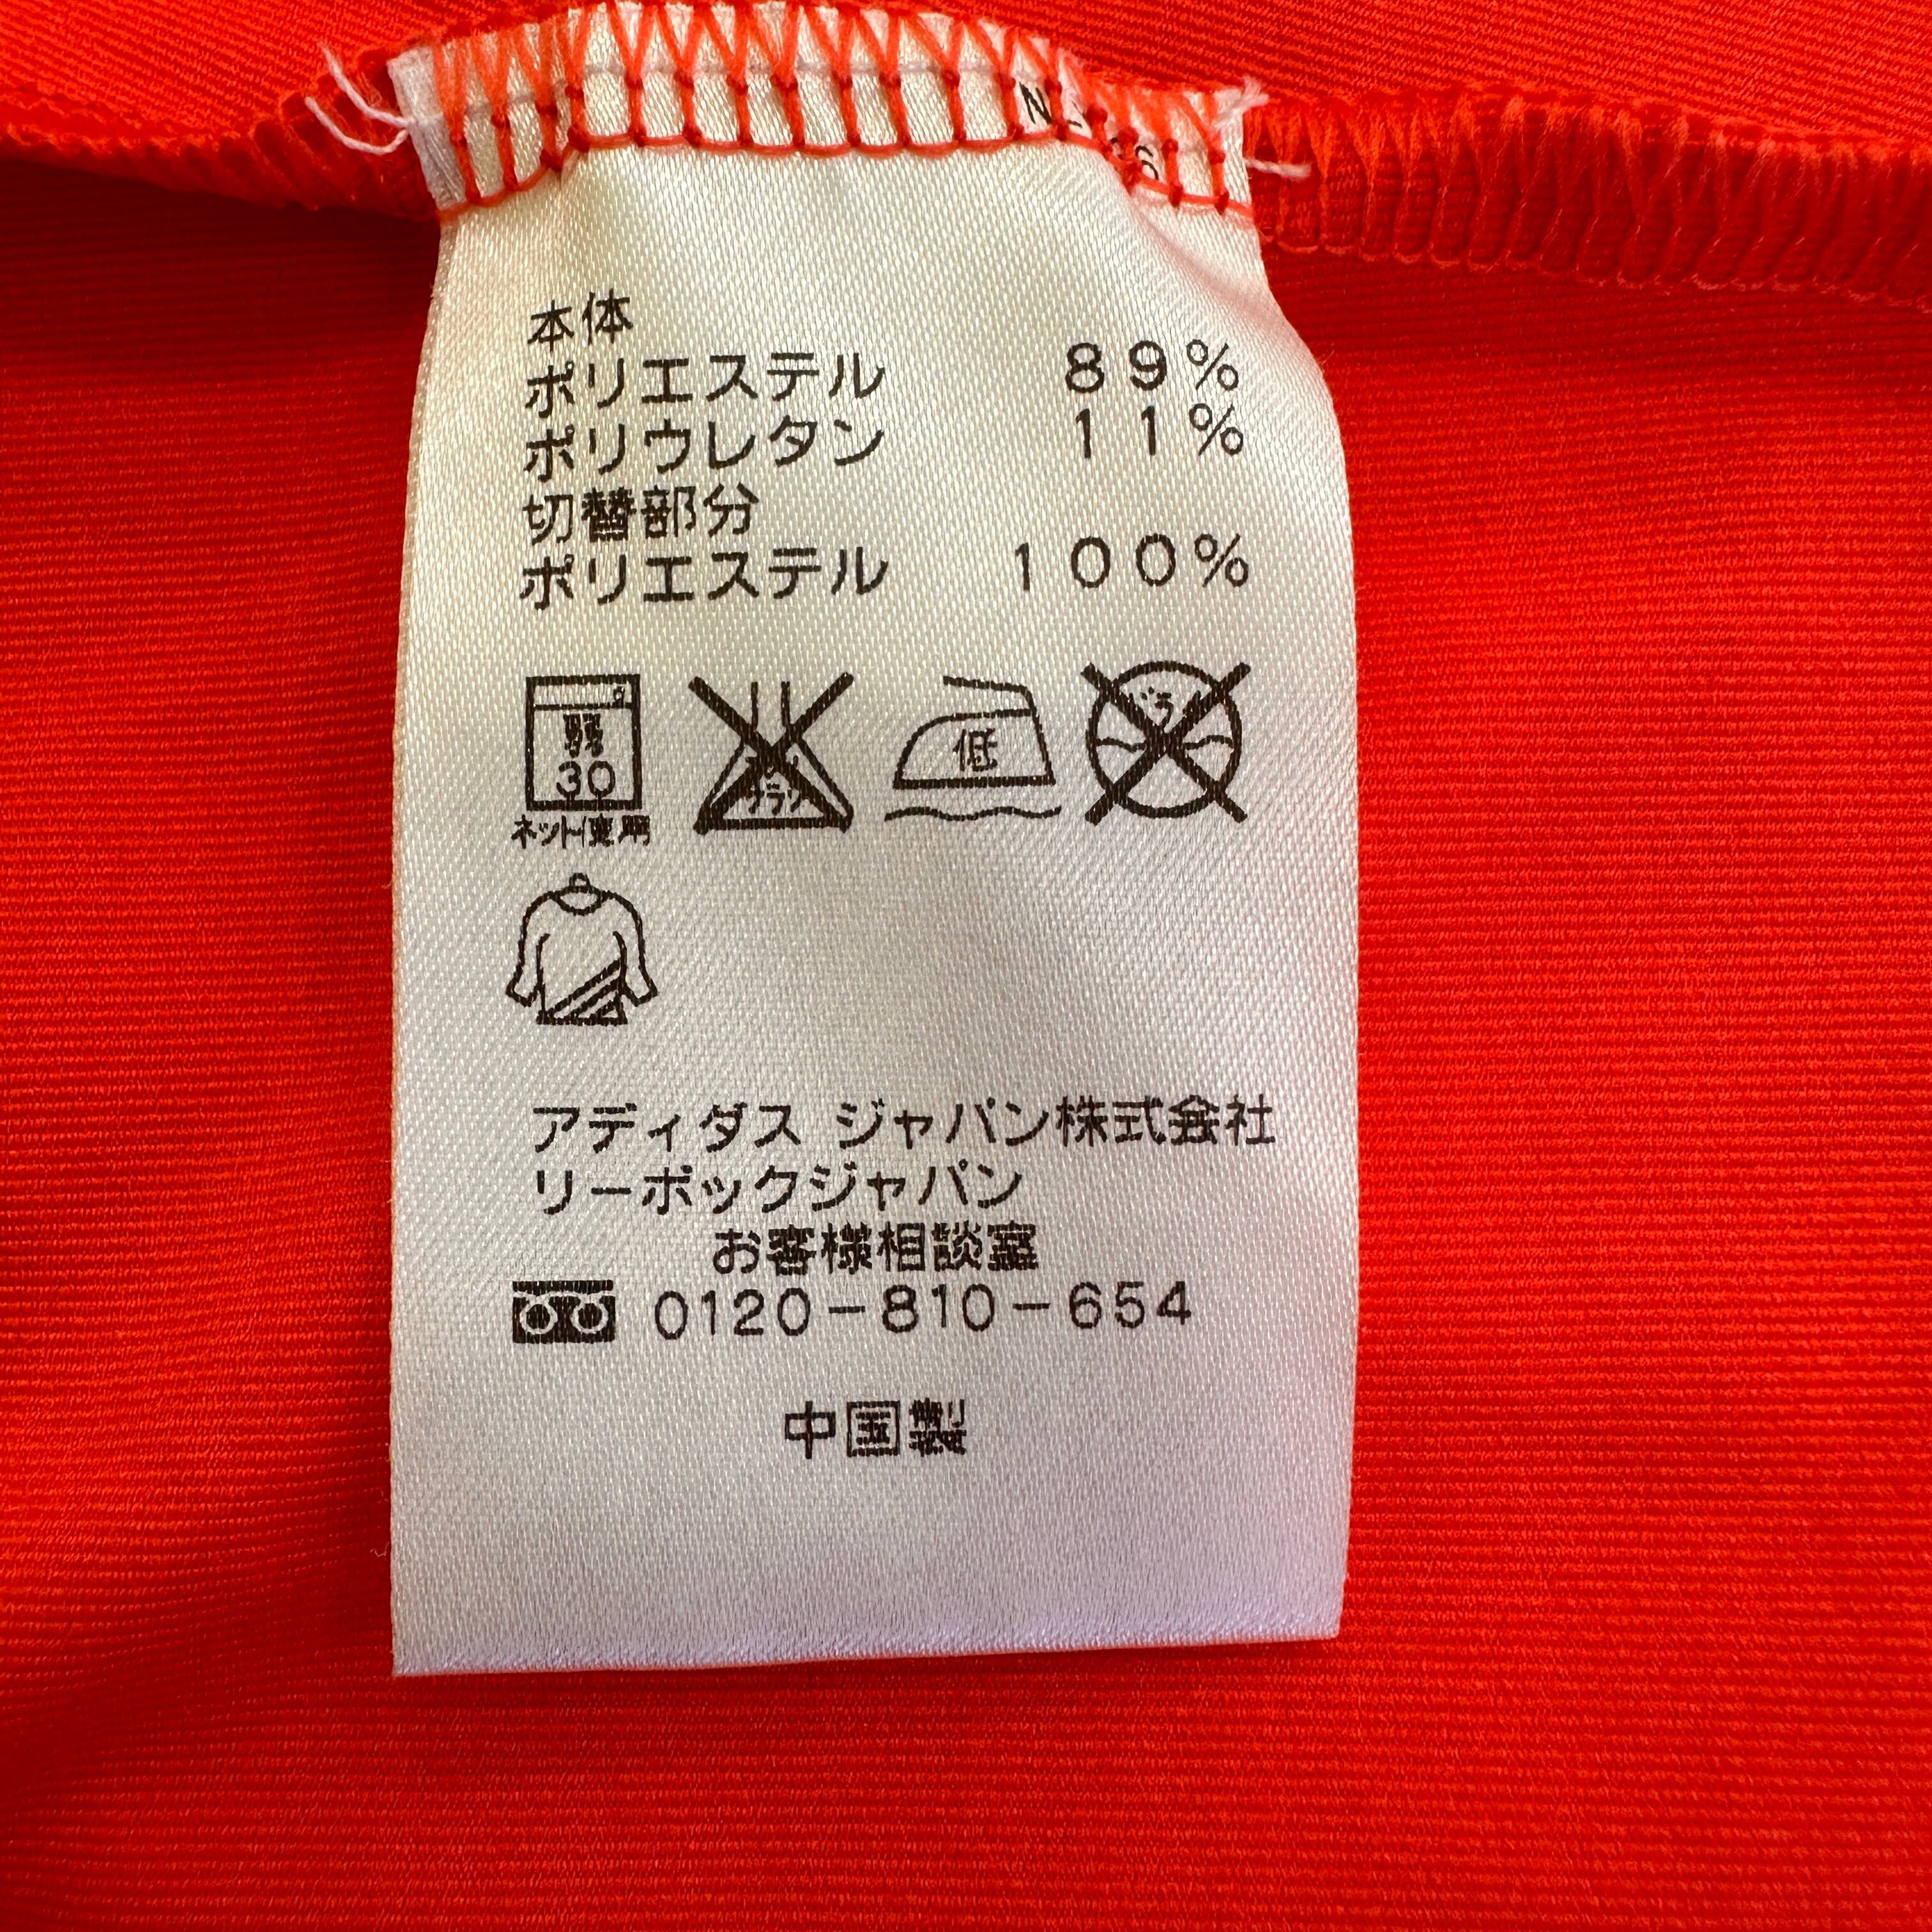 本体
ポリエステル 89%
ポリウレタン 11%
切替部分
ポリエステル 100%
弱
30
ネット使用
低
ドライ
アディダス ジャパン株式会社
リーボックジャパン
お客様相談室
0120-810-654
中国製